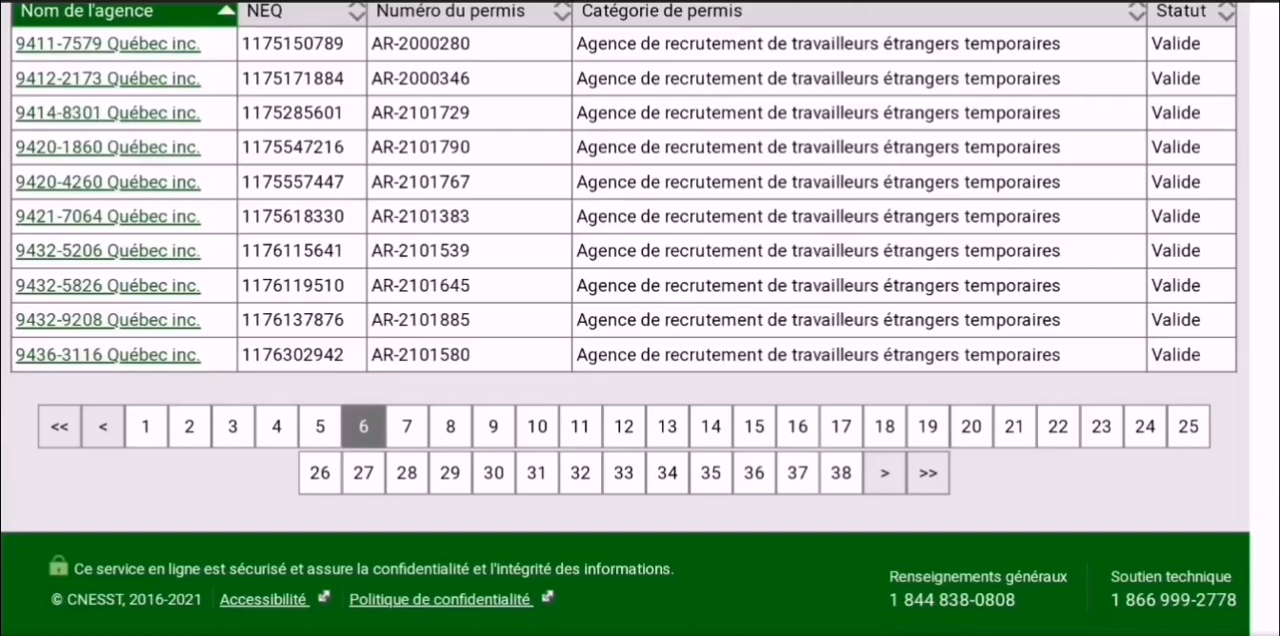 Nom de l'agence NEQ Numéro du permis Catégorie de permis Statut
9411-7579 Québec inc. 1175150789 AR-2000280 Agence de recrutement de travailleurs étrangers temporaires Valide
9412-2173 Québec inc. 1175171884 AR-2000346 Agence de recrutement de travailleurs étrangers temporaires Valide
9414-8301 Québec inc. 1175285601 AR-2101729 Agence de recrutement de travailleurs étrangers temporaires Valide
9420-1860 Québec inc. 1175547216 AR-2101790 Agence de recrutement de travailleurs étrangers temporaires Valide
9420-4260 Québec inc. 1175557447 AR-2101767 Agence de recrutement de travailleurs étrangers temporaires Valide
9421-7064 Québec inc. 1175618330 AR-2101383 Agence de recrutement de travailleurs étrangers temporaires Valide
9432-5206 Québec inc. 1176115641 AR-2101539 Agence de recrutement de travailleurs étrangers temporaires Valide
9432-5826 Québec inc. 1176119510 AR-2101645 Agence de recrutement de travailleurs étrangers temporaires Valide
9432-9208 Québec inc. 1176137876 AR-2101885 Agence de recrutement de travailleurs étrangers temporaires Valide
9436-3116 Québec inc. 1176302942 AR-2101580 Agence de recrutement de travailleurs étrangers temporaires Valide
<< < 1 2 3 4 5 6 7 8 9 10 11 12 13 14 15 16 17 18 19 20 21 22 23 24 25
26 27 28 29 30 31 32 33 34 35 36 37 38 > >>
Ce service en ligne est sécurisé et assure la confidentialité et l'intégrité des informations.
© CNESST, 2016-2021 Accessibilité Politique de confidentialité
Renseignements généraux
1 844 838-0808
Soutien technique
1 866 999-2778